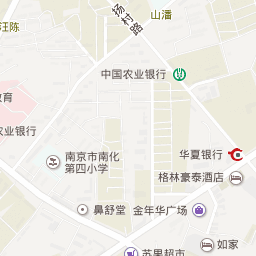 汪陈
山潘
扬村路
中国农业银行
教育
农业银行
南京市南化
第四小学
华夏银行
格林豪泰酒店
鼻舒堂
金年华广场
如家
苏果超市